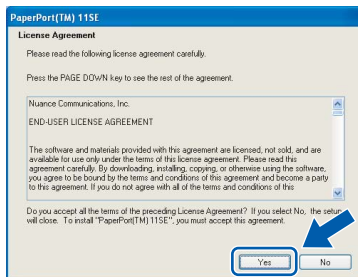 PaperPort(TM) 11SE
License Agreement
Please read the following license agreement carefully.
Press the PAGE DOWN key to see the rest of the agreement.
Nuance Communications, Inc.
END-USER LICENSE AGREEMENT
The software and materials provided with this agreement are licensed, not sold, and are
available for use only under the terms of this license agreement. Please read this
agreement carefully. By downloading, installing, copying, or otherwise using the software,
you agree to be bound by the terms and conditions of this agreement and become a party
to this agreement. If you do not agree with all of the terms and conditions of this
Do you accept all the terms of the preceding License Agreement? If you select No, the setup
will close. To install "PaperPort(TM) 11SE", you must accept this agreement.
Yes
No